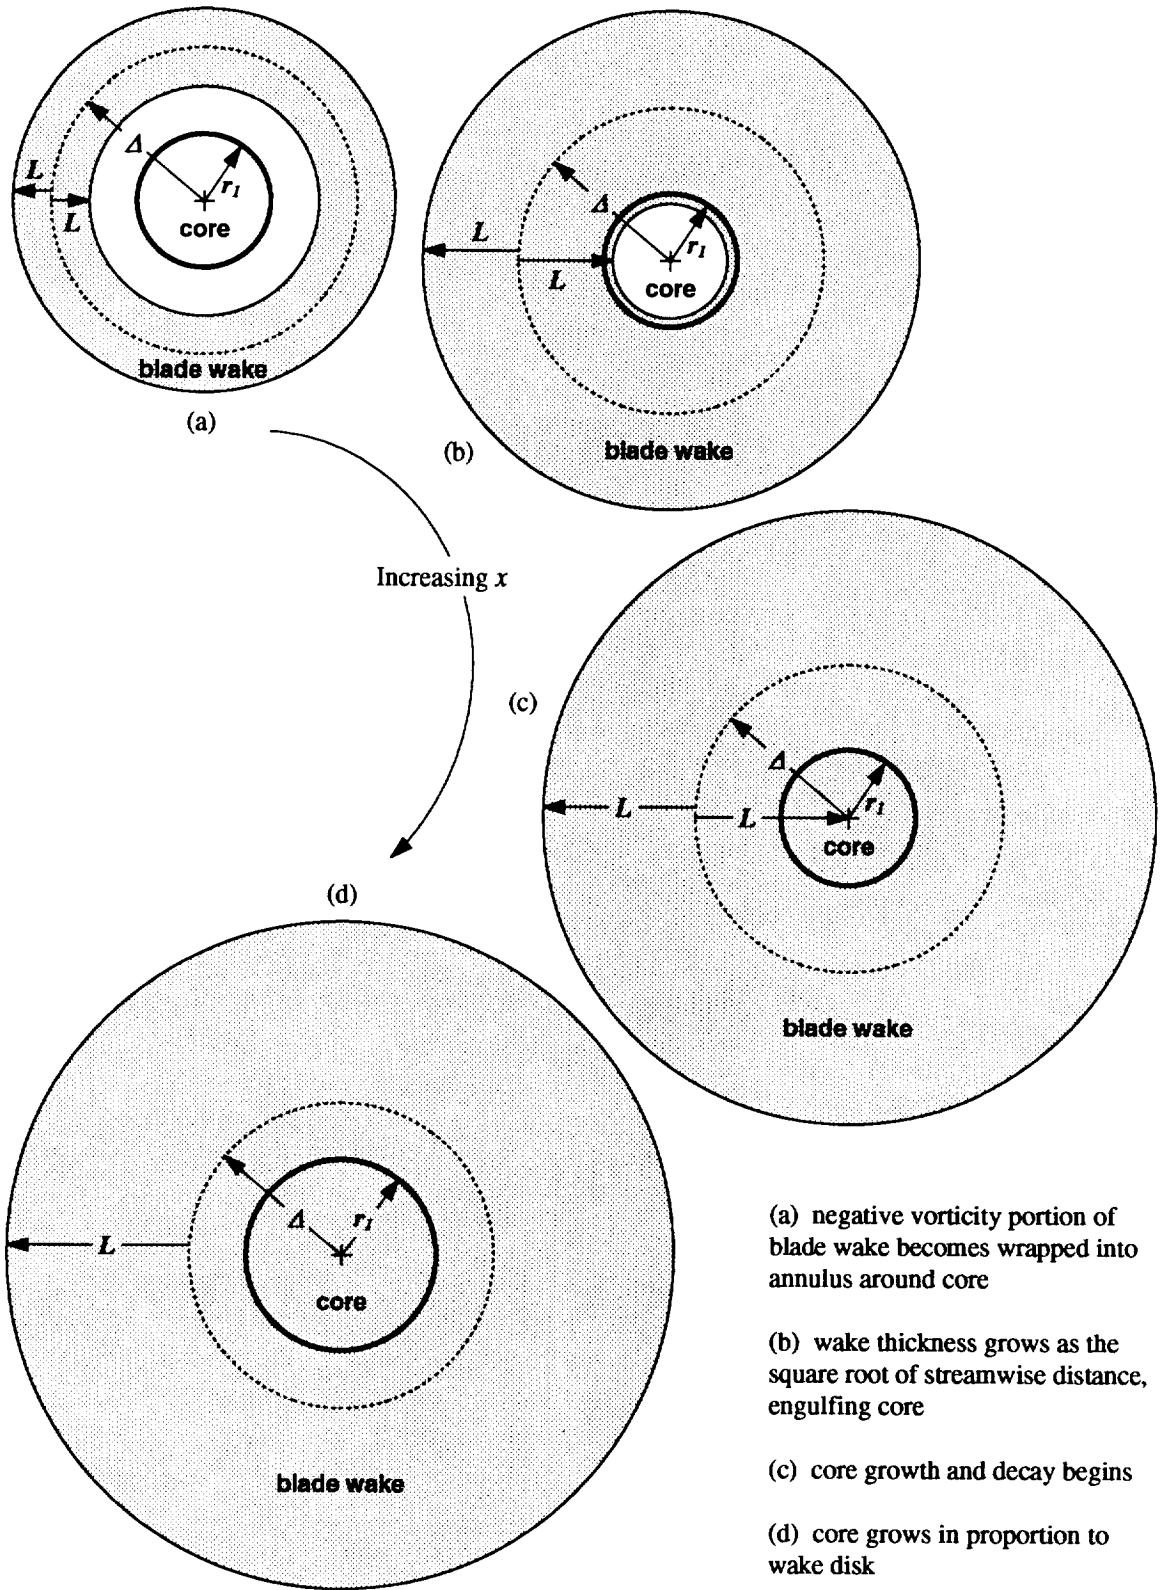 L
L
Δ
r₁
core
blade wake
(a)
L
L
Δ
r₁
core
blade wake
(b)
Increasing x
(c)
L
L
Δ
r₁
core
blade wake
(d)
L
Δ
r₁
core
blade wake
(a) negative vorticity portion of
blade wake becomes wrapped into
annulus around core
(b) wake thickness grows as the
square root of streamwise distance,
engulfing core
(c) core growth and decay begins
(d) core grows in proportion to
wake disk